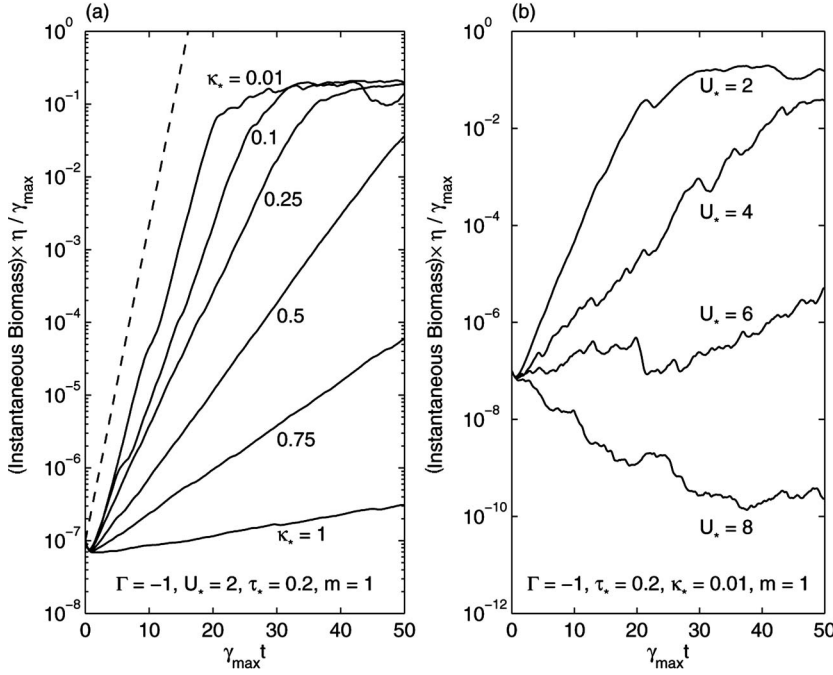 (a)
(Instantaneous Biomass)× η / γmax
10^0
10^-1
10^-2
10^-3
10^-4
10^-5
10^-6
10^-7
10^-8
κ* = 0.01
0.1
0.25
0.5
0.75
κ* = 1
Γ = −1, U* = 2, τ* = 0.2, m = 1
0 10 20 30 40 50
γmax t
(b)
(Instantaneous Biomass)× η / γmax
10^0
10^-2
10^-4
10^-6
10^-8
10^-10
10^-12
U* = 2
U* = 4
U* = 6
U* = 8
Γ = −1, τ* = 0.2, κ* = 0.01, m = 1
0 10 20 30 40 50
γmax t